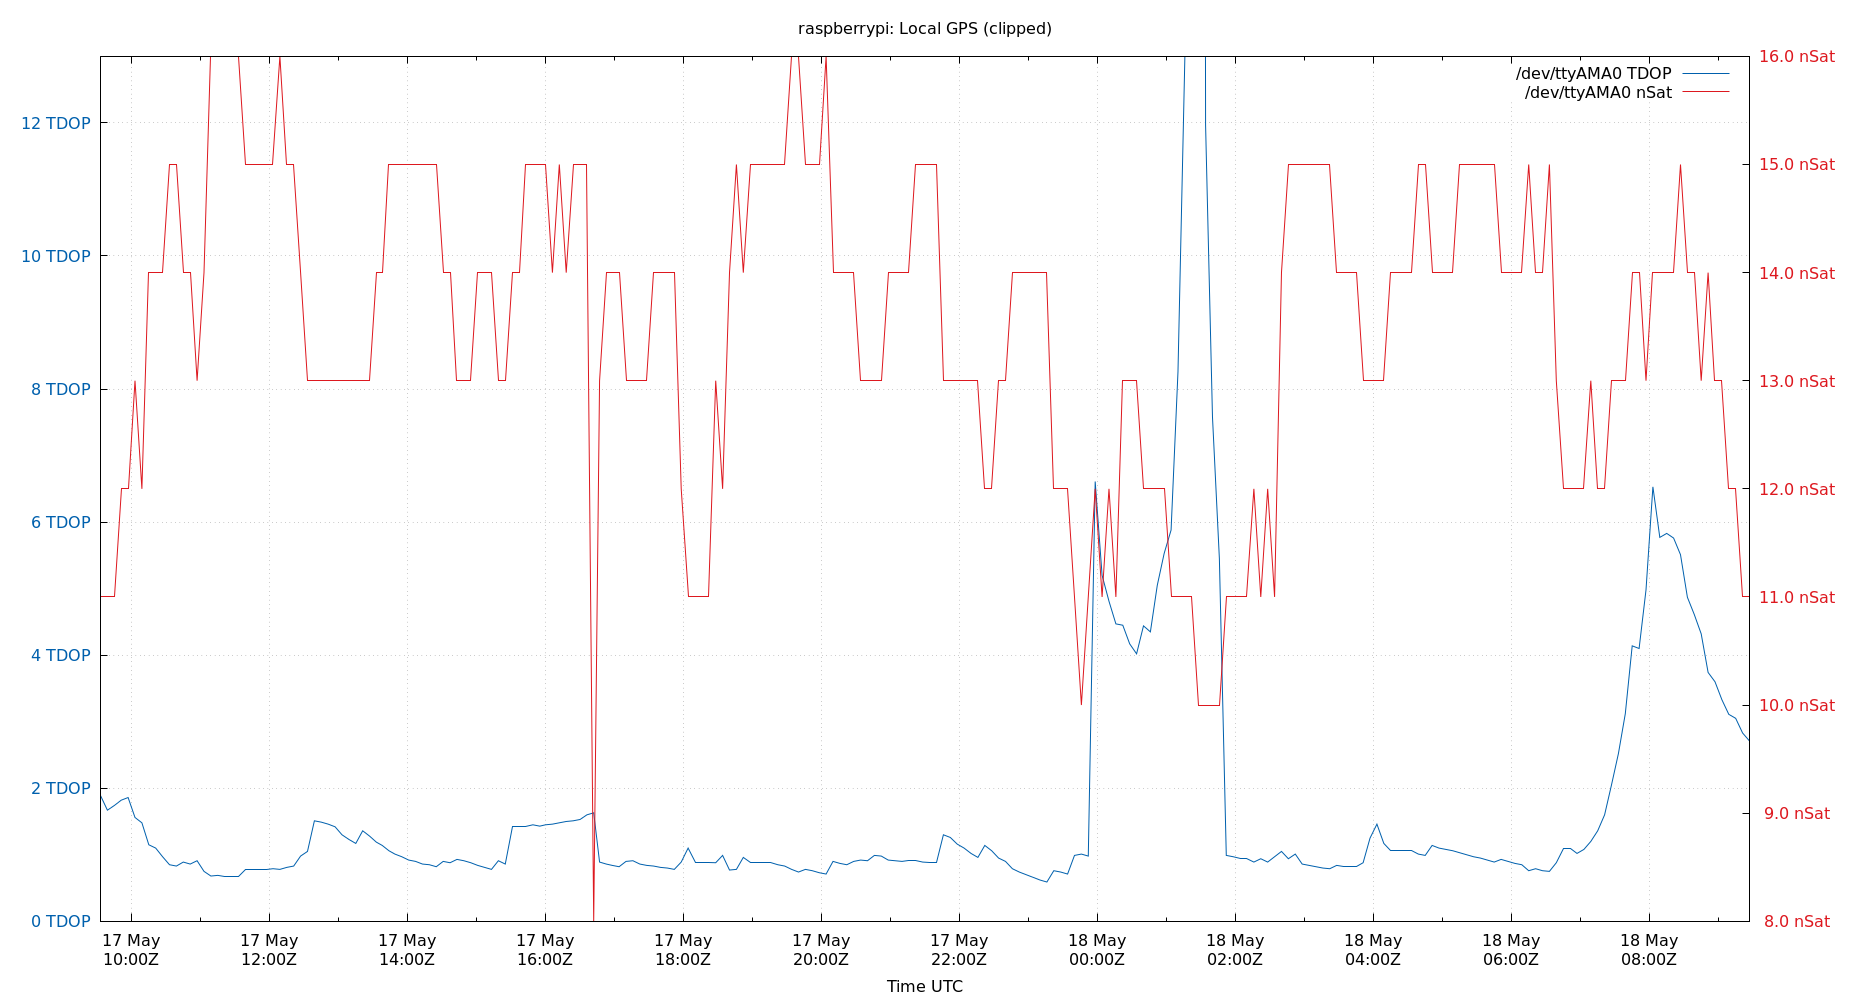 raspberrypi: Local GPS (clipped)
/dev/ttyAMA0 TDOP
/dev/ttyAMA0 nSat
12 TDOP
10 TDOP
8 TDOP
6 TDOP
4 TDOP
2 TDOP
0 TDOP
16.0 nSat
15.0 nSat
14.0 nSat
13.0 nSat
12.0 nSat
11.0 nSat
10.0 nSat
9.0 nSat
8.0 nSat
17 May
10:00Z
17 May
12:00Z
17 May
14:00Z
17 May
16:00Z
17 May
18:00Z
17 May
20:00Z
17 May
22:00Z
18 May
00:00Z
18 May
02:00Z
18 May
04:00Z
18 May
06:00Z
18 May
08:00Z
Time UTC